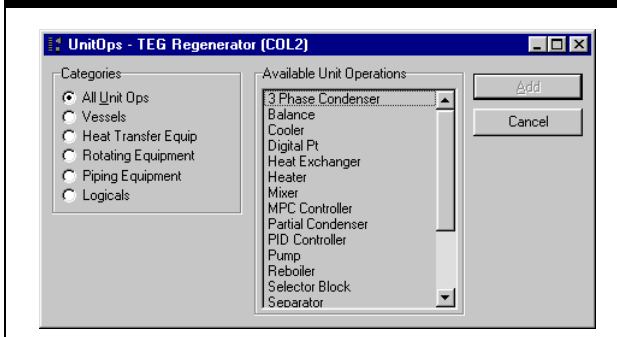 UnitOps - TEG Regenerator (COL2)
Categories
All Unit Ops
Vessels
Heat Transfer Equip
Rotating Equipment
Piping Equipment
Logicals
Available Unit Operations
3 Phase Condenser
Balance
Cooler
Digital Pt
Heat Exchanger
Heater
Mixer
MPC Controller
Partial Condenser
PID Controller
Pump
Reboiler
Selector Block
Separator
Add
Cancel